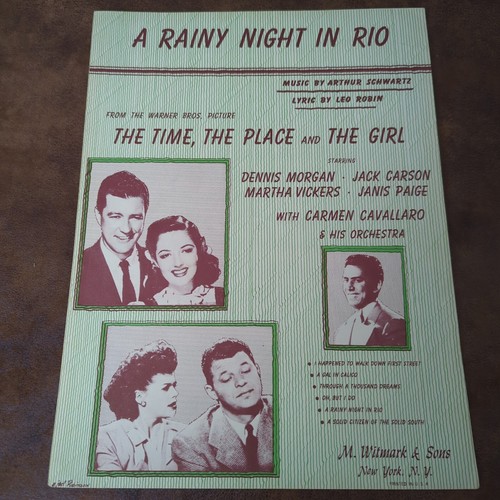 A RAINY NIGHT IN RIO
MUSIC BY ARTHUR SCHWARTZ
LYRIC BY LEO ROBIN
FROM THE WARNER BROS. PICTURE
THE TIME, THE PLACE AND THE GIRL
STARRING
DENNIS MORGAN · JACK CARSON
MARTHA VICKERS · JANIS PAIGE
WITH CARMEN CAVALLARO
& HIS ORCHESTRA
I HAPPENED TO WALK DOWN FIRST STREET
A GAL IN CALICO
THROUGH A THOUSAND DREAMS
OH, BUT I DO
A RAINY NIGHT IN RIO
A SOLID CITIZEN OF THE SOLID SOUTH
M. Witmark & Sons
New York, N. Y.
PRINTED IN U. S. A.